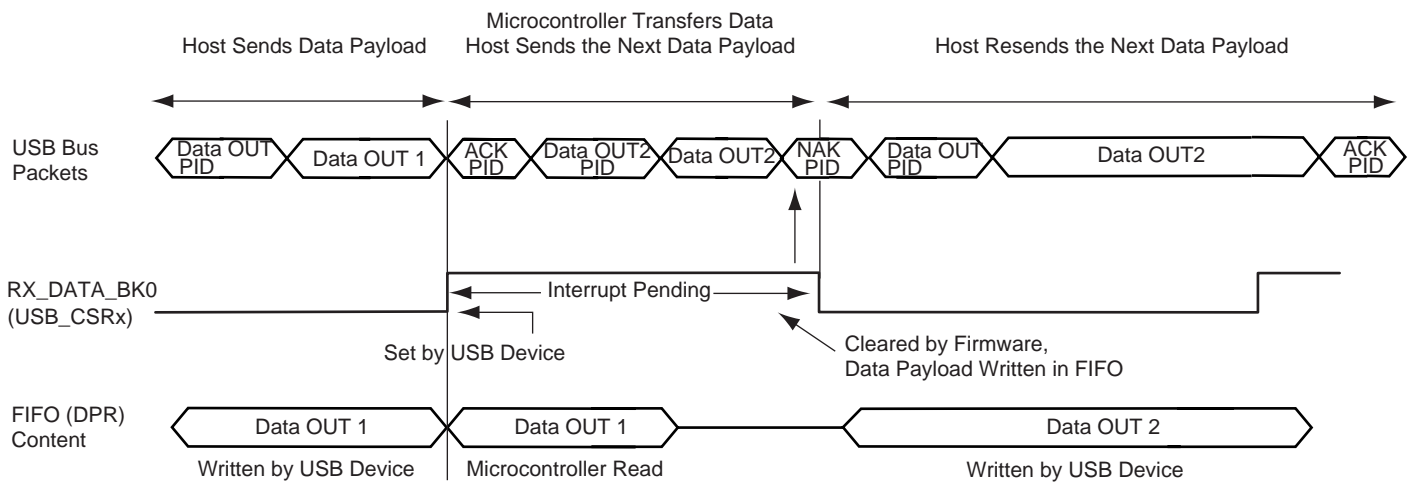 Microcontroller Transfers Data
Host Sends Data Payload
Host Sends the Next Data Payload
Host Resends the Next Data Payload
USB Bus
Packets
Data OUT
PID
Data OUT 1
ACK
PID
Data OUT2
PID
Data OUT2
NAK
PID
Data OUT
PID
Data OUT2
ACK
PID
RX_DATA_BK0
(USB_CSRx)
Interrupt Pending
Set by USB Device
Cleared by Firmware,
Data Payload Written in FIFO
FIFO (DPR)
Content
Data OUT 1
Data OUT 1
Data OUT 2
Written by USB Device
Microcontroller Read
Written by USB Device